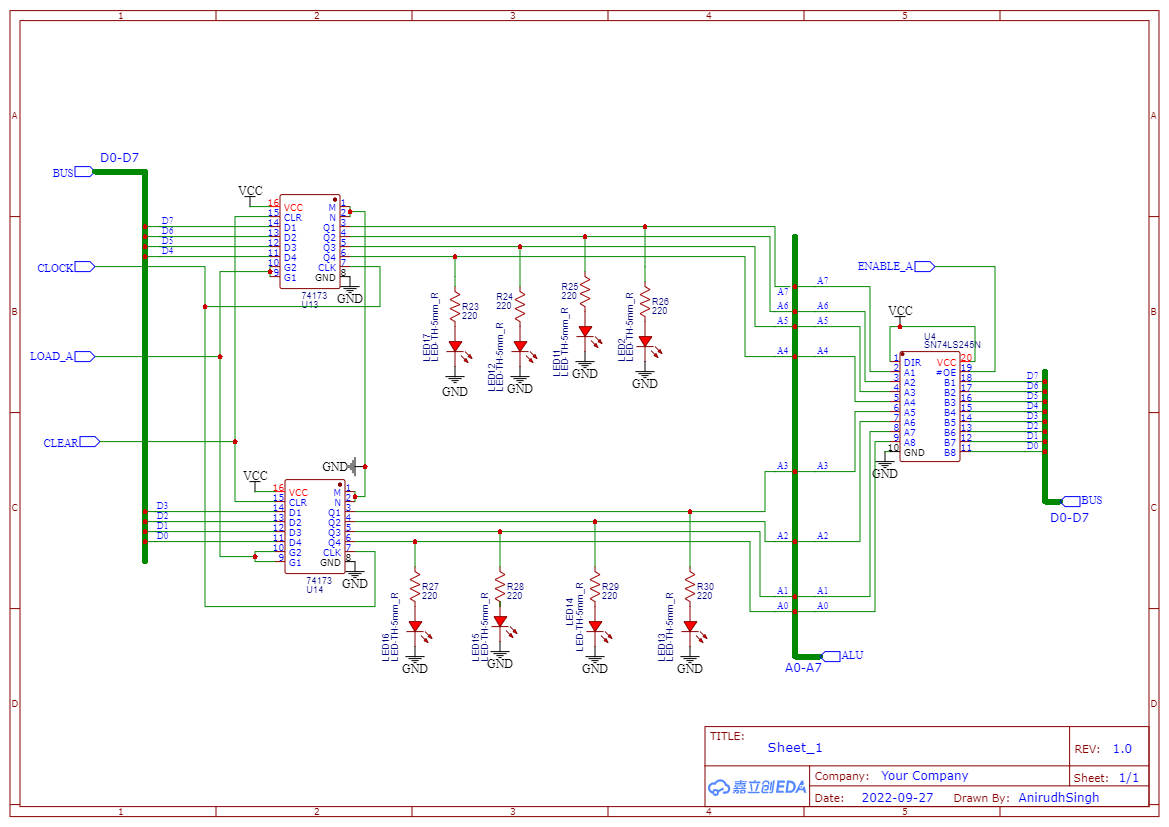 1 2 3 4 5
A A
B B
C C
D D
1 2 3 4 5
D0-D7
BUS
CLOCK
LOAD_A
CLEAR
D7
D6
D5
D4
D3
D2
D1
D0
VCC
16 VCC M 1
15 CLR N 2
14 D1 Q1 3
13 D2 Q2 4
12 D3 Q3 5
11 D4 Q4 6
10 G2 CLK 7
9 G1 GND 8
74173
U13
GND
GND
VCC
16 VCC M 1
15 CLR N 2
14 D1 Q1 3
13 D2 Q2 4
12 D3 Q3 5
11 D4 Q4 6
10 G2 CLK 7
9 G1 GND 8
74173
U14
GND
R23
220
LED17
LED-TH-5mm_R
GND
R24
220
LED12
LED-TH-5mm_R
GND
R25
220
LED11
LED-TH-5mm_R
GND
R26
220
LED2
LED-TH-5mm_R
GND
R27
220
LED16
LED-TH-5mm_R
GND
R28
220
LED15
LED-TH-5mm_R
GND
R29
220
LED14
LED-TH-5mm_R
GND
R30
220
LED13
LED-TH-5mm_R
GND
A7 A7
A6 A6
A5 A5
A4 A4
A3 A3
A2 A2
A1 A1
A0 A0
ALU
A0-A7
ENABLE_A
VCC
U4
SN74LS245N
1 DIR VCC 20
2 A1 #OE 19
3 A2 B1 18
4 A3 B2 17
5 A4 B3 16
6 A5 B4 15
7 A6 B5 14
8 A7 B6 13
9 A8 B7 12
10 GND B8 11
GND
D7
D6
D5
D4
D3
D2
D1
D0
BUS
D0-D7
TITLE:
Sheet_1
REV: 1.0
嘉立创EDA
Company: Your Company
Sheet: 1/1
Date: 2022-09-27 Drawn By: AnirudhSingh